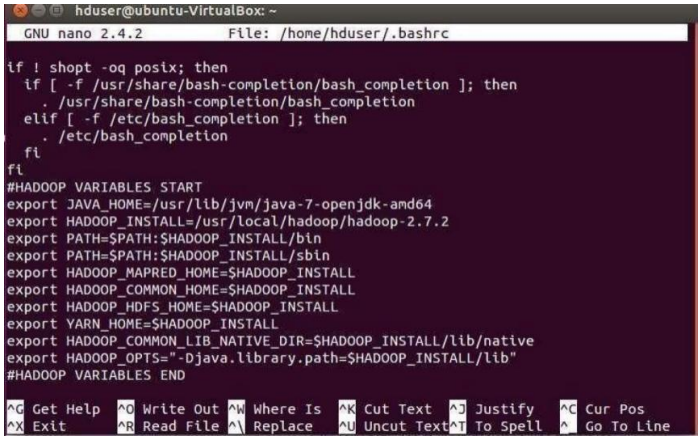 hduser@ubuntu-VirtualBox: ~
GNU nano 2.4.2 File: /home/hduser/.bashrc
if ! shopt -oq posix; then
if [ -f /usr/share/bash-completion/bash_completion ]; then
. /usr/share/bash-completion/bash_completion
elif [ -f /etc/bash_completion ]; then
. /etc/bash_completion
fi
fi
#HADOOP VARIABLES START
export JAVA_HOME=/usr/lib/jvm/java-7-openjdk-amd64
export HADOOP_INSTALL=/usr/local/hadoop/hadoop-2.7.2
export PATH=$PATH:$HADOOP_INSTALL/bin
export PATH=$PATH:$HADOOP_INSTALL/sbin
export HADOOP_MAPRED_HOME=$HADOOP_INSTALL
export HADOOP_COMMON_HOME=$HADOOP_INSTALL
export HADOOP_HDFS_HOME=$HADOOP_INSTALL
export YARN_HOME=$HADOOP_INSTALL
export HADOOP_COMMON_LIB_NATIVE_DIR=$HADOOP_INSTALL/lib/native
export HADOOP_OPTS="-Djava.library.path=$HADOOP_INSTALL/lib"
#HADOOP VARIABLES END
^G Get Help ^O Write Out ^W Where Is ^K Cut Text ^J Justify ^C Cur Pos
^X Exit ^R Read File ^\ Replace ^U Uncut Text ^T To Spell ^_ Go To Line